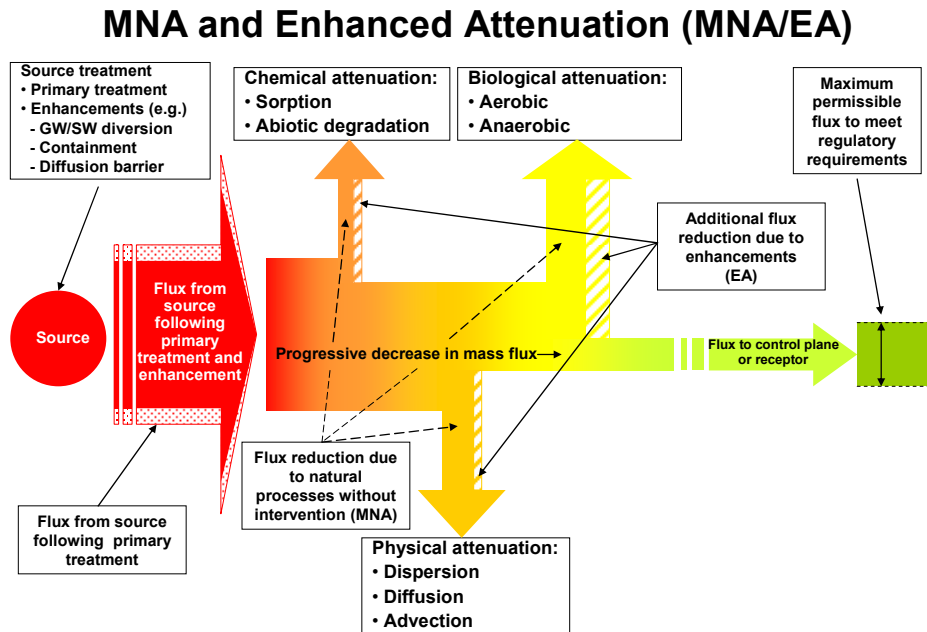 MNA and Enhanced Attenuation (MNA/EA)
Source treatment
• Primary treatment
• Enhancements (e.g.)
- GW/SW diversion
- Containment
- Diffusion barrier
Chemical attenuation:
• Sorption
• Abiotic degradation
Biological attenuation:
• Aerobic
• Anaerobic
Maximum
permissible
flux to meet
regulatory
requirements
Additional flux
reduction due to
enhancements
(EA)
Source
Flux from
source
following
primary
treatment and
enhancement
Progressive decrease in mass flux
Flux to control plane
or receptor
Flux reduction due
to natural
processes without
intervention (MNA)
Flux from source
following primary
treatment
Physical attenuation:
• Dispersion
• Diffusion
• Advection